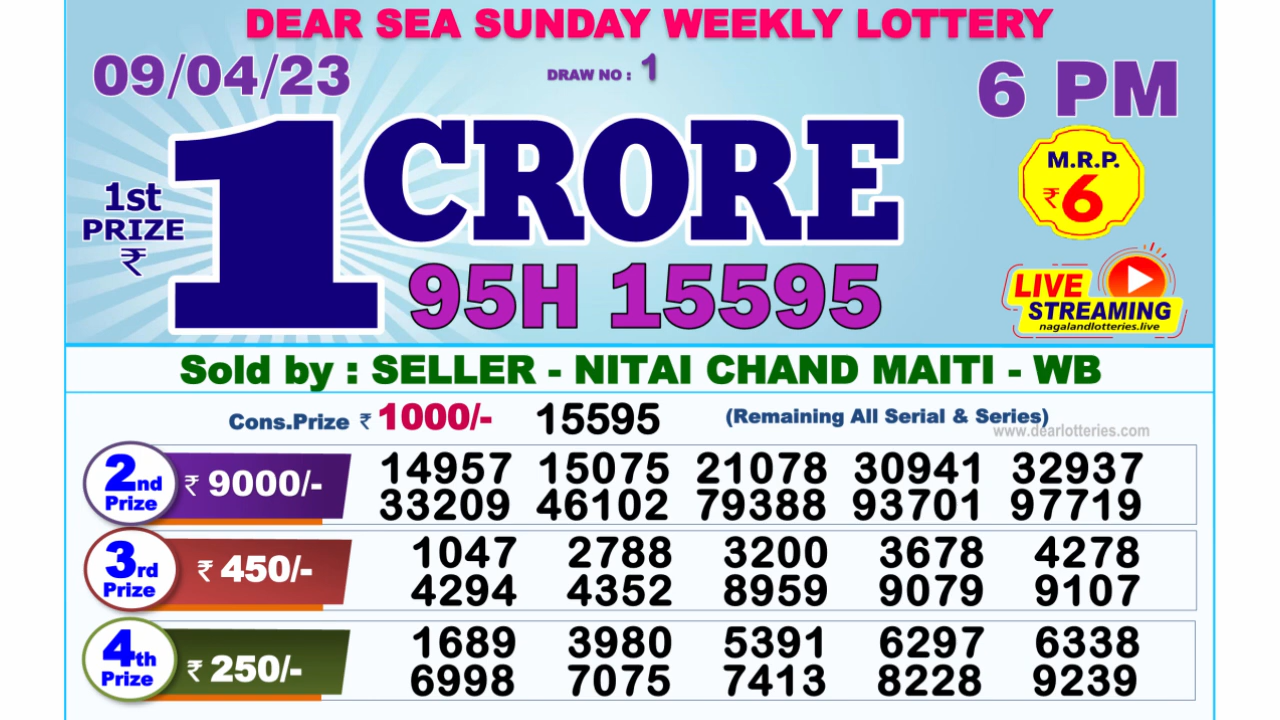 DEAR SEA SUNDAY WEEKLY LOTTERY
09/04/23
DRAW NO : 1
6 PM
1st
PRIZE
₹
1 CRORE
M.R.P.
₹6
95H 15595
LIVE
STREAMING
nagalandlotteries.live
Sold by : SELLER - NITAI CHAND MAITI - WB
Cons.Prize ₹ 1000/- 15595 (Remaining All Serial & Series)
www.dearlotteries.com
2nd Prize ₹ 9000/-
14957 15075 21078 30941 32937
33209 46102 79388 93701 97719
3rd Prize ₹ 450/-
1047 2788 3200 3678 4278
4294 4352 8959 9079 9107
4th Prize ₹ 250/-
1689 3980 5391 6297 6338
6998 7075 7413 8228 9239